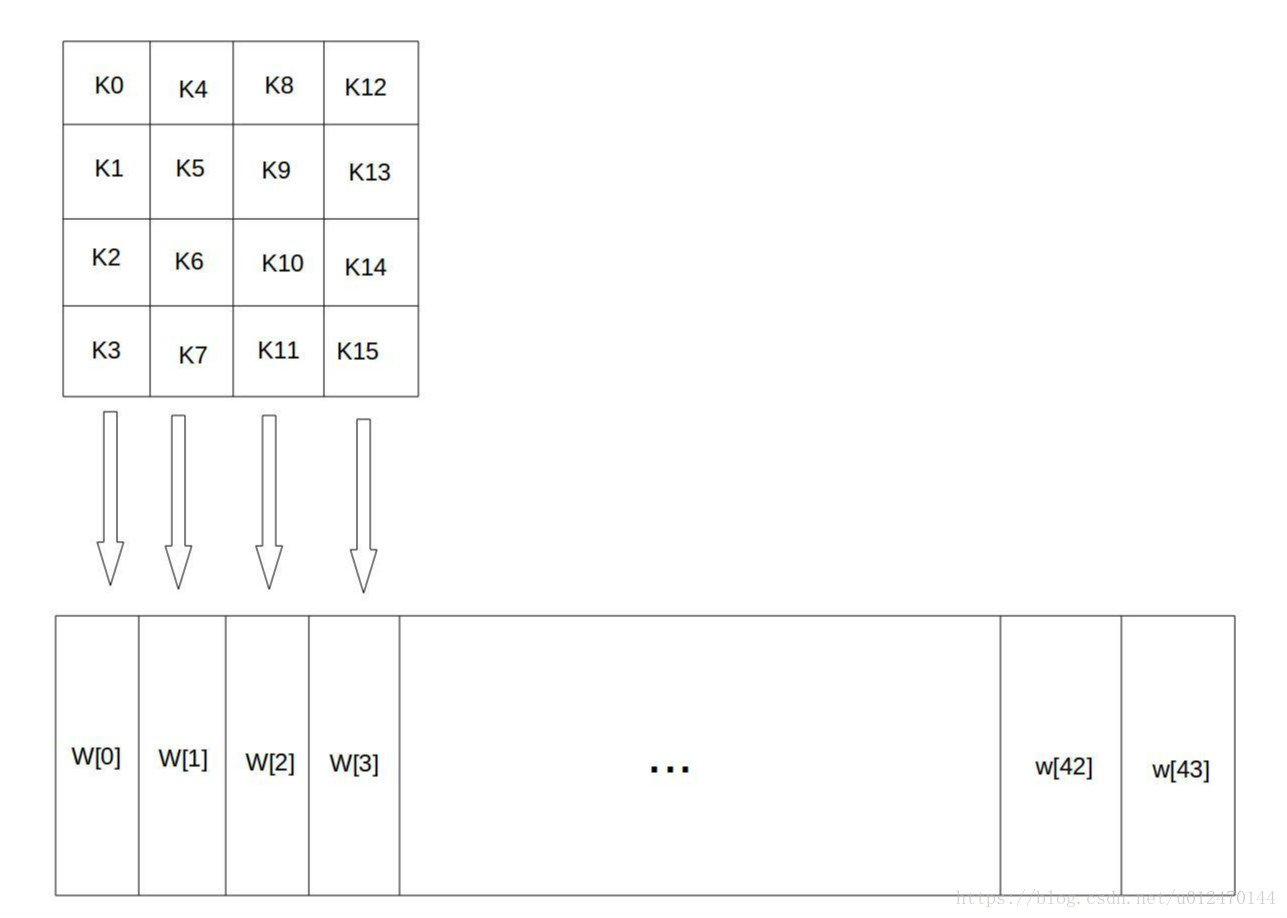 K0 K4 K8 K12
K1 K5 K9 K13
K2 K6 K10 K14
K3 K7 K11 K15
W[0] W[1] W[2] W[3] ... w[42] w[43]
https://blog.csdn.net/u012470144